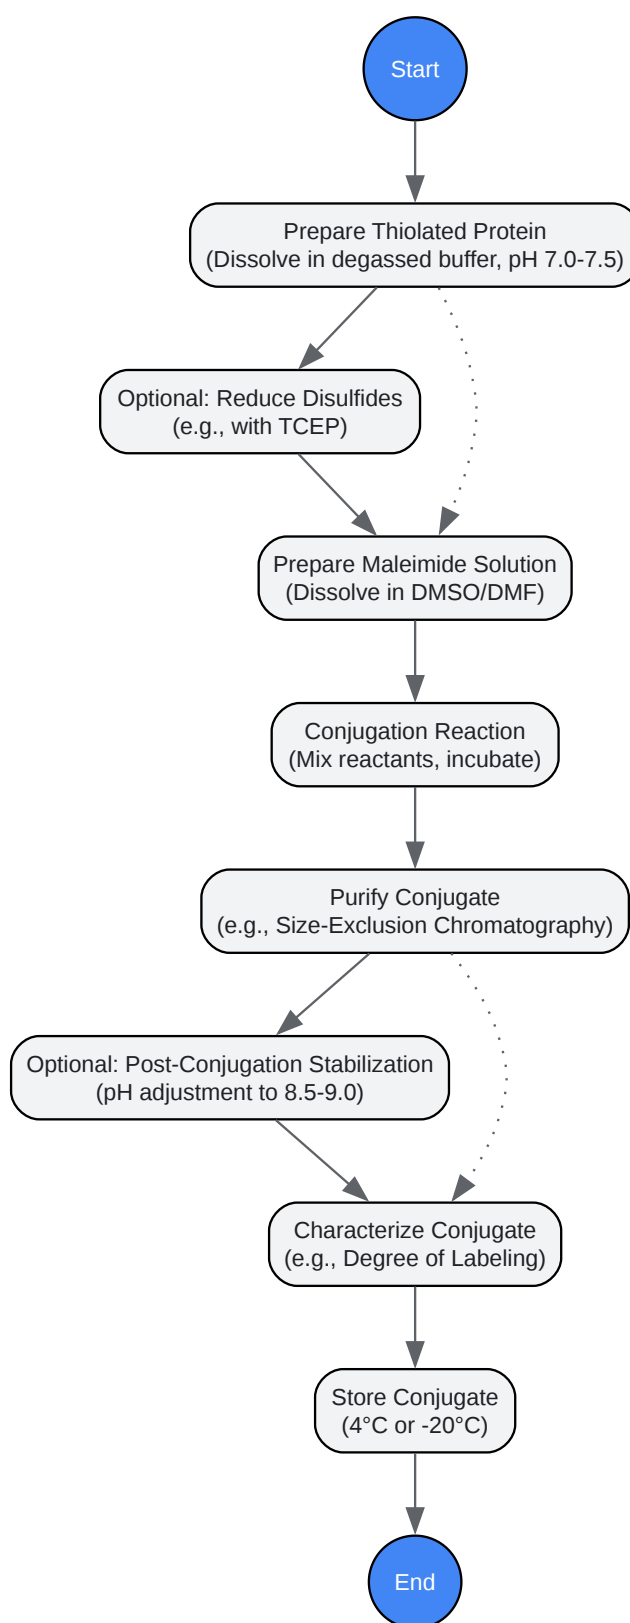 Start
Prepare Thiolated Protein
(Dissolve in degassed buffer, pH 7.0-7.5)
Optional: Reduce Disulfides
(e.g., with TCEP)
Prepare Maleimide Solution
(Dissolve in DMSO/DMF)
Conjugation Reaction
(Mix reactants, incubate)
Purify Conjugate
(e.g., Size-Exclusion Chromatography)
Optional: Post-Conjugation Stabilization
(pH adjustment to 8.5-9.0)
Characterize Conjugate
(e.g., Degree of Labeling)
Store Conjugate
(4°C or -20°C)
End